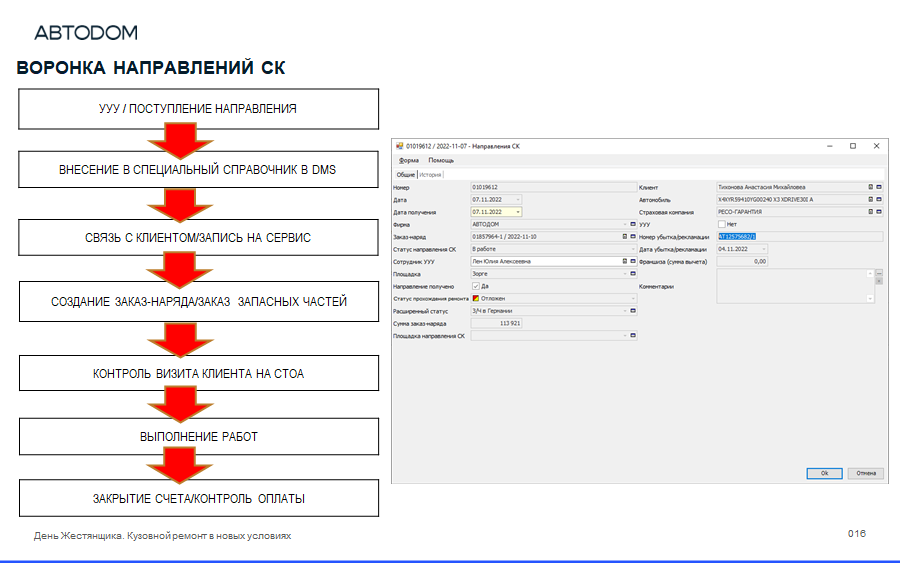 АВТОDOM
ВОРОНКА НАПРАВЛЕНИЙ СК
УУУ / ПОСТУПЛЕНИЕ НАПРАВЛЕНИЯ
ВНЕСЕНИЕ В СПЕЦИАЛЬНЫЙ СПРАВОЧНИК В DMS
СВЯЗЬ С КЛИЕНТОМ/ЗАПИСЬ НА СЕРВИС
СОЗДАНИЕ ЗАКАЗ-НАРЯДА/ЗАКАЗ ЗАПАСНЫХ ЧАСТЕЙ
КОНТРОЛЬ ВИЗИТА КЛИЕНТА НА СТОА
ВЫПОЛНЕНИЕ РАБОТ
ЗАКРЫТИЕ СЧЕТА/КОНТРОЛЬ ОПЛАТЫ
01019612 / 2022-11-07 - Направления СК
Форма Помощь
Общие История
Номер 01019612
Дата 07.11.2022
Дата получения 07.11.2022
Фирма АВТОДОМ
Заказ-наряд 01857964-1 / 2022-11-10
Статус направления СК В работе
Сотрудник УУУ Лен Юлия Алексеевна
Площадка Зорге
Направление получено Да
Статус прохождения ремонта Отложен
Расширенный статус З/Ч в Германии
Сумма заказ-наряда 113 921
Площадка направления СК
Клиент Тихонова Анастасия Михайловна
Автомобиль X4XYR59410YG00240 X3 XDRIVE30I A
Страховая компания РЕСО-ГАРАНТИЯ
УУУ Нет
Номер убытка/рекламации АТ12575682/1
Дата убытка/рекламации 04.11.2022
Франшиза (сумма вычета) 0,00
Комментарии
Ok Отмена
День Жестянщика. Кузовной ремонт в новых условиях
016